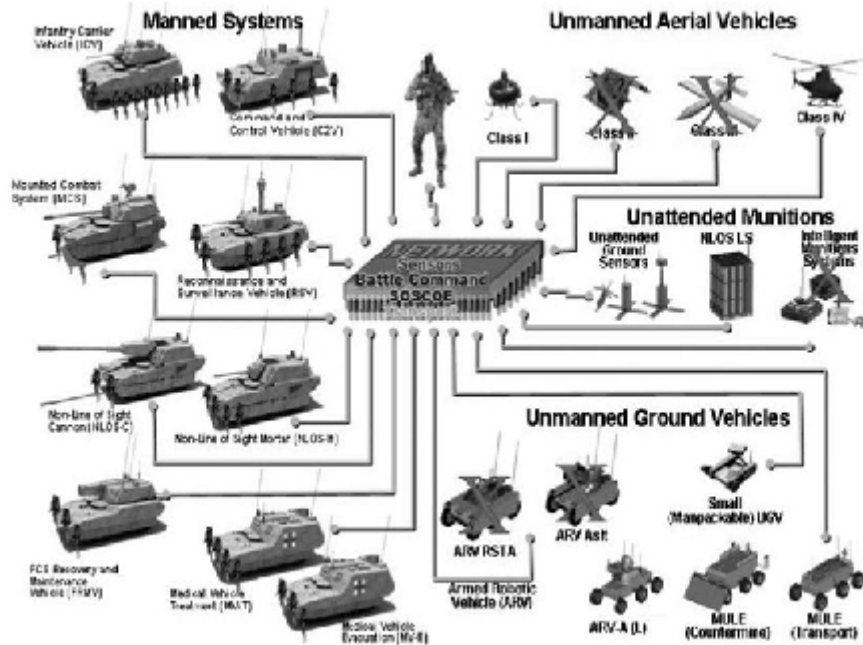 Manned Systems
Unmanned Aerial Vehicles
Infantry Carrier
Vehicle (ICV)
Command and
Control Vehicle (C2V)
Class I
Class II
Class III
Class IV
Mounted Combat
System (MCS)
Reconnaissance and
Surveillance Vehicle (RSV)
NETWORK
Sensors
Battle Command
SOSCOE
Unattended Munitions
Unattended
Ground
Sensors
NLOS LS
Intelligent
Munitions
Systems
Non-Line of Sight
Cannon (NLOS-C)
Non-Line of Sight Mortar (NLOS-M)
Unmanned Ground Vehicles
ARV RSTA
ARV Aslt
Small
(Manpackable) UGV
FCS Recovery and
Maintenance
Vehicle (FRMV)
Medical Vehicle
Treatment (MV-T)
Medical Vehicle
Evacuation (MV-E)
Armed Robotic
Vehicle (ARV)
ARV-A (L)
MULE
(Countermine)
MULE
(Transport)